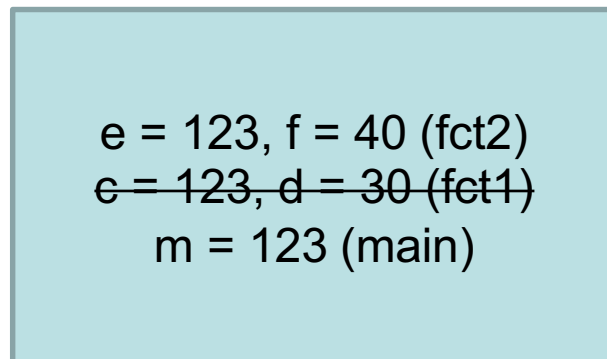 e = 123, f = 40 (fct2)
c = 123, d = 30 (fct1)
m = 123 (main)